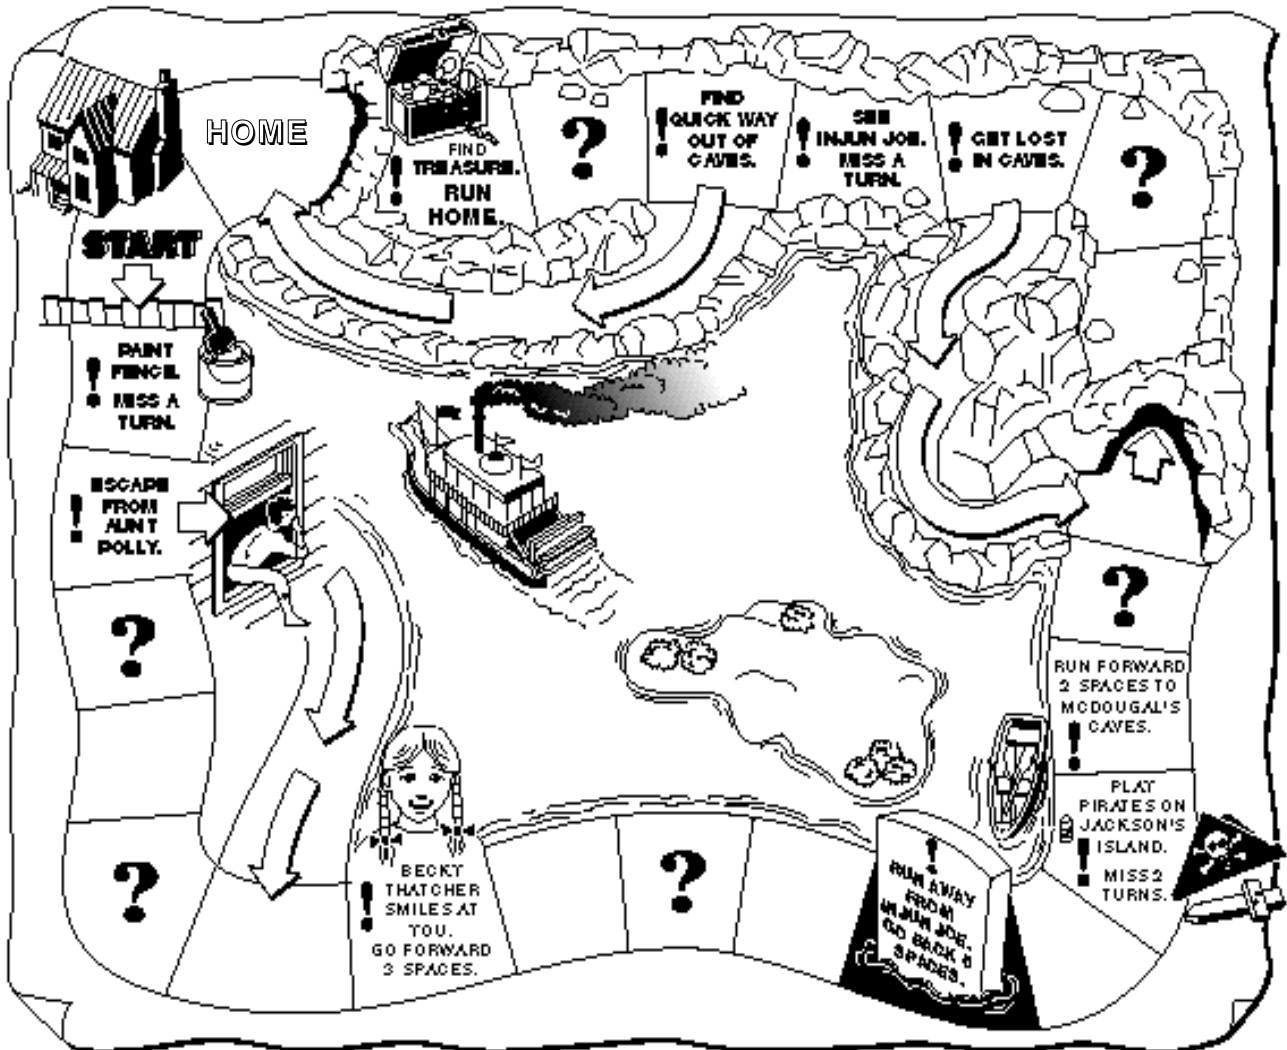 HOME
START
! PAINT
FENCE.
MISS A
TURN.
! ESCAPE
FROM
AUNT
POLLY.
?
?
! BECKY
THATCHER
SMILES AT
YOU.
GO FORWARD
3 SPACES.
?
!
RUN AWAY
FROM
INJUN JOE.
GO BACK 6
SPACES.
PLAY
PIRATES ON
JACKSON'S
! ISLAND.
MISS 2
TURNS.
RUN FORWARD
2 SPACES TO
MCDOUGAL'S
! CAVES.
?
?
! GET LOST
IN CAVES.
! SEE
INJUN JOE.
MISS A
TURN.
! FIND
QUICK WAY
OUT OF
CAVES.
?
! FIND
TREASURE.
RUN
HOME.